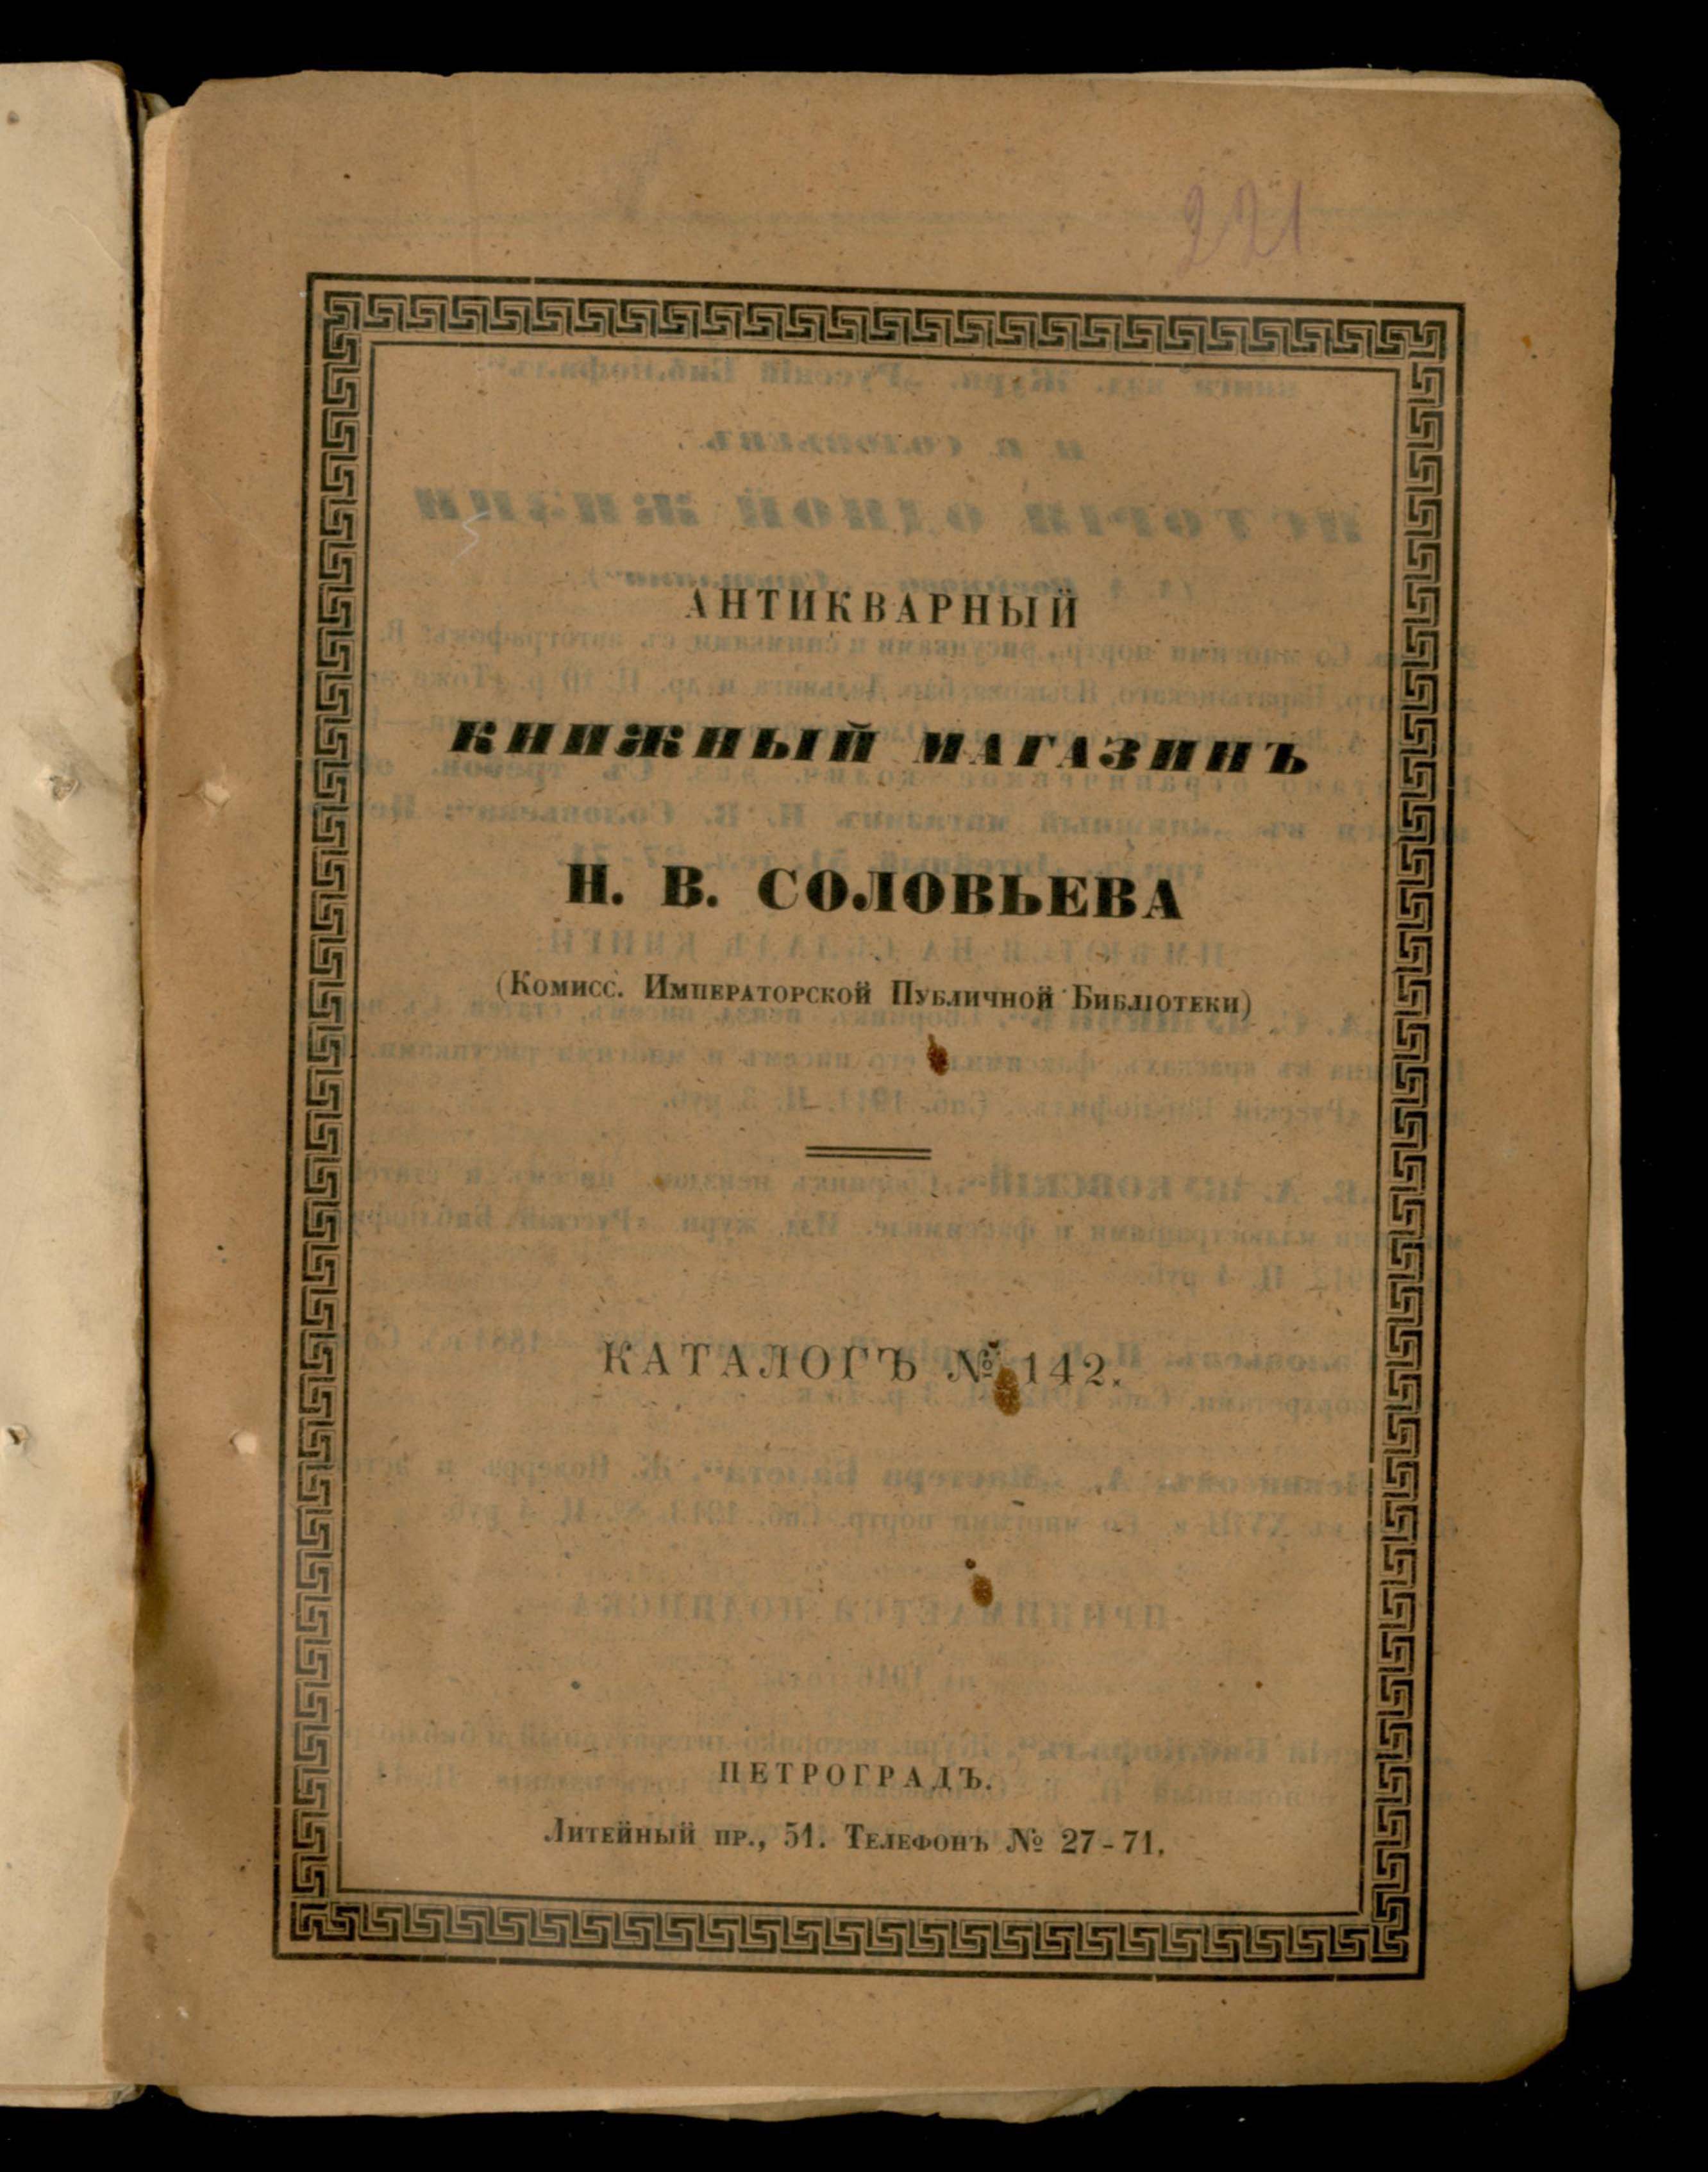 221
АНТИКВАРНЫЙ
КНИЖНЫЙ МАГАЗИНЪ
Н. В. СОЛОВЬЕВА
(Комисс. Императорской Публичной Библіотеки)
КАТАЛОГЪ № 142.
ПЕТРОГРАДЪ.
Литейный пр., 51. Телефонъ № 27-71.